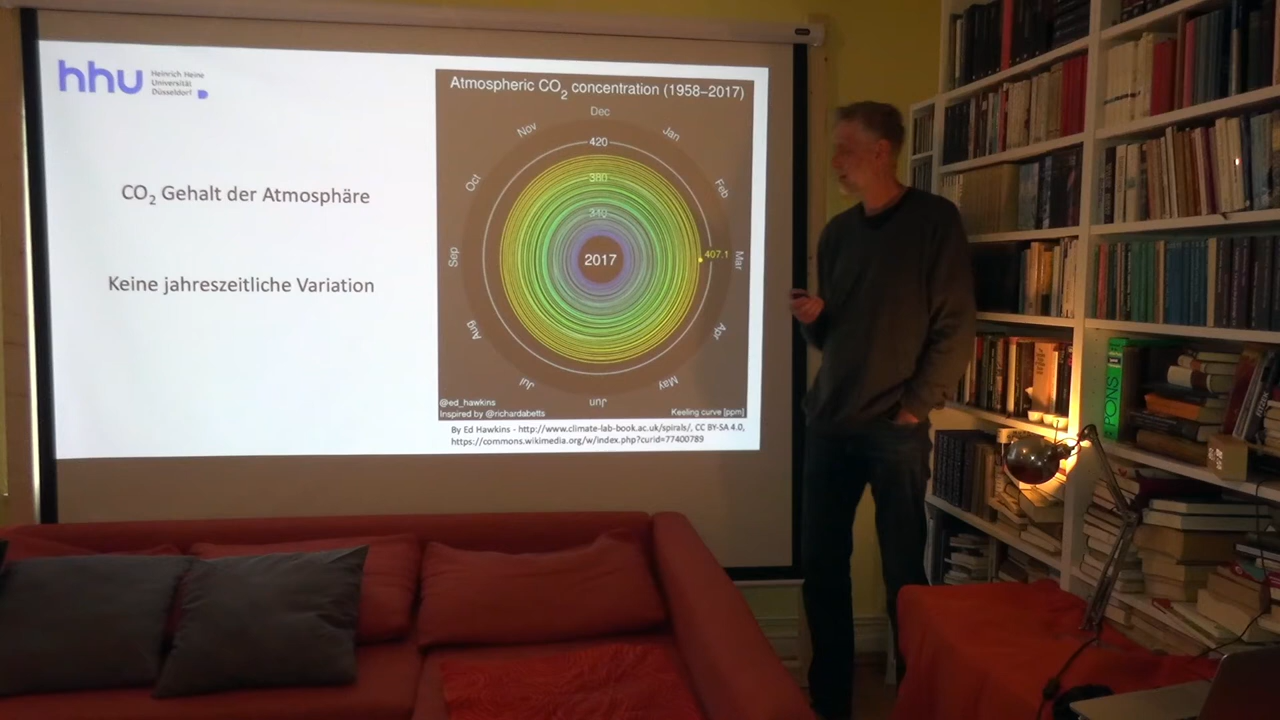 hhu Heinrich Heine
Universität
Düsseldorf
CO₂ Gehalt der Atmosphäre
Keine jahreszeitliche Variation
Atmospheric CO₂ concentration (1958–2017)
Dec
Nov
Jan
420
Oct
380
Feb
340
Sep
2017
407.1
Mar
Aug
Apr
Jul
May
Jun
@ed_hawkins
Inspired by @richardabetts
Keeling curve [ppm]
By Ed Hawkins - http://www.climate-lab-book.ac.uk/spirals/, CC BY-SA 4.0,
https://commons.wikimedia.org/w/index.php?curid=77400789
PONS